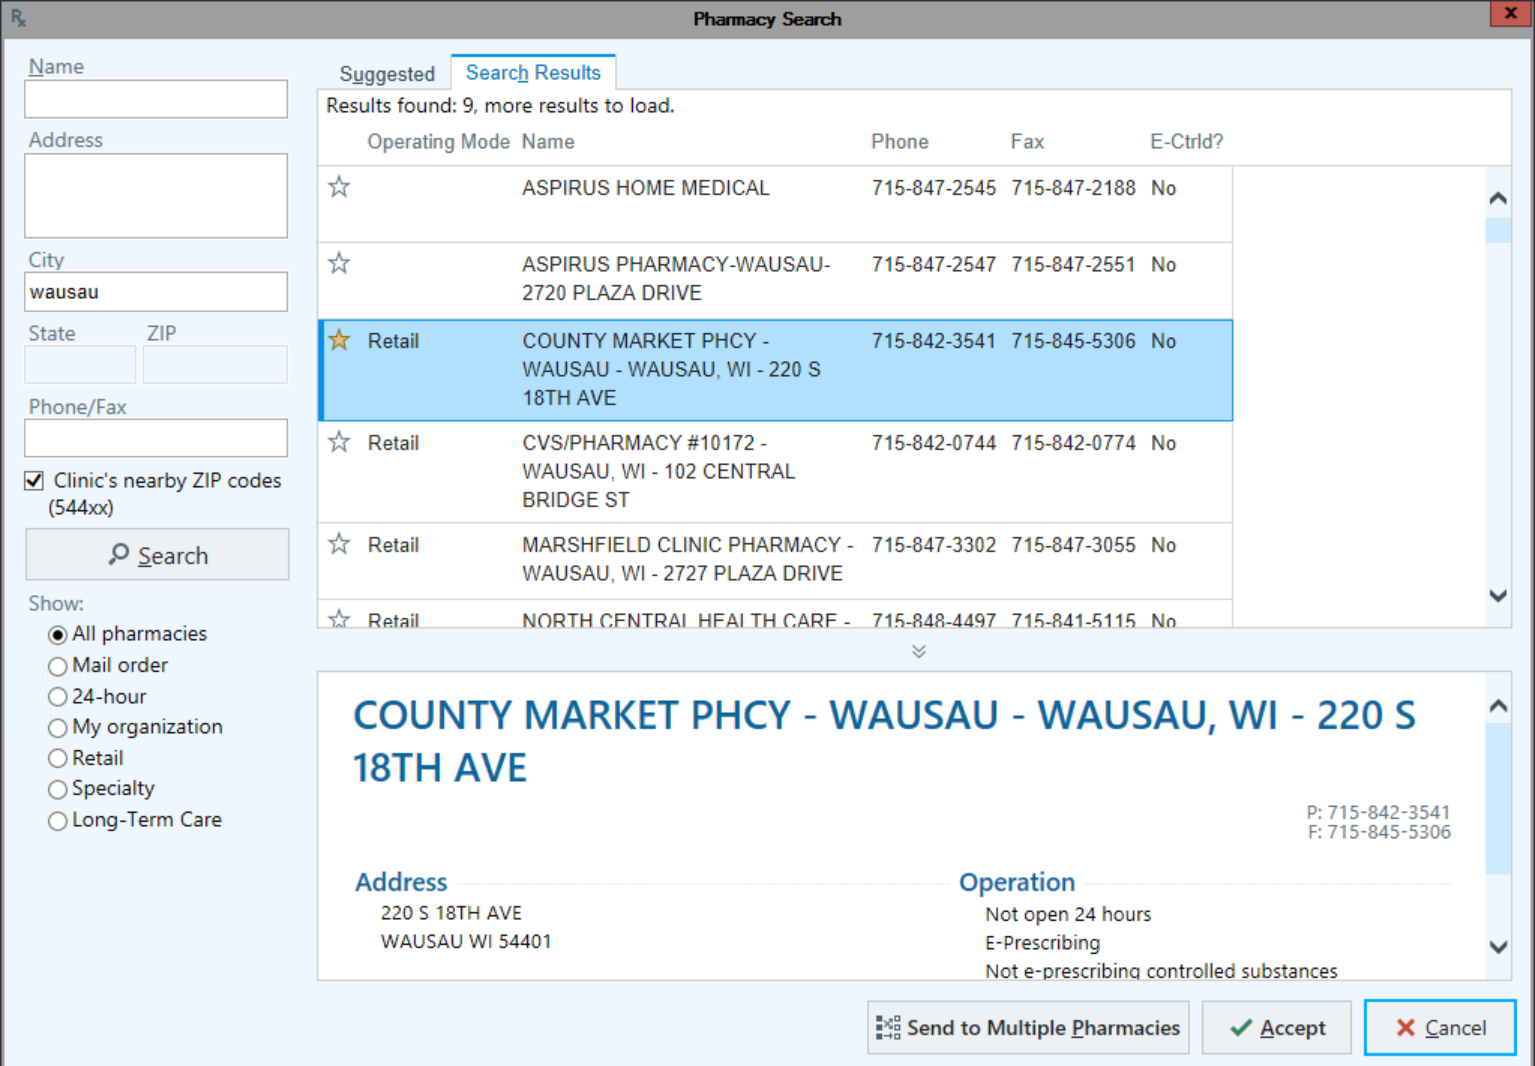 Pharmacy Search
Name
Address
City
wausau
State ZIP
Phone/Fax
Clinic's nearby ZIP codes
(544xx)
Search
Show:
All pharmacies
Mail order
24-hour
My organization
Retail
Specialty
Long-Term Care
Suggested Search Results
Results found: 9, more results to load.
Operating Mode Name Phone Fax E-Ctrld?
ASPIRUS HOME MEDICAL 715-847-2545 715-847-2188 No
ASPIRUS PHARMACY-WAUSAU- 715-847-2547 715-847-2551 No
2720 PLAZA DRIVE
Retail COUNTY MARKET PHCY - 715-842-3541 715-845-5306 No
WAUSAU - WAUSAU, WI - 220 S
18TH AVE
Retail CVS/PHARMACY #10172 - 715-842-0744 715-842-0774 No
WAUSAU, WI - 102 CENTRAL
BRIDGE ST
Retail MARSHFIELD CLINIC PHARMACY - 715-847-3302 715-847-3055 No
WAUSAU, WI - 2727 PLAZA DRIVE
Retail NORTH CENTRAL HEALTH CARE - 715-848-4497 715-841-5115 No
COUNTY MARKET PHCY - WAUSAU - WAUSAU, WI - 220 S
18TH AVE
P: 715-842-3541
F: 715-845-5306
Address
220 S 18TH AVE
WAUSAU WI 54401
Operation
Not open 24 hours
E-Prescribing
Not e-prescribing controlled substances
Send to Multiple Pharmacies Accept Cancel